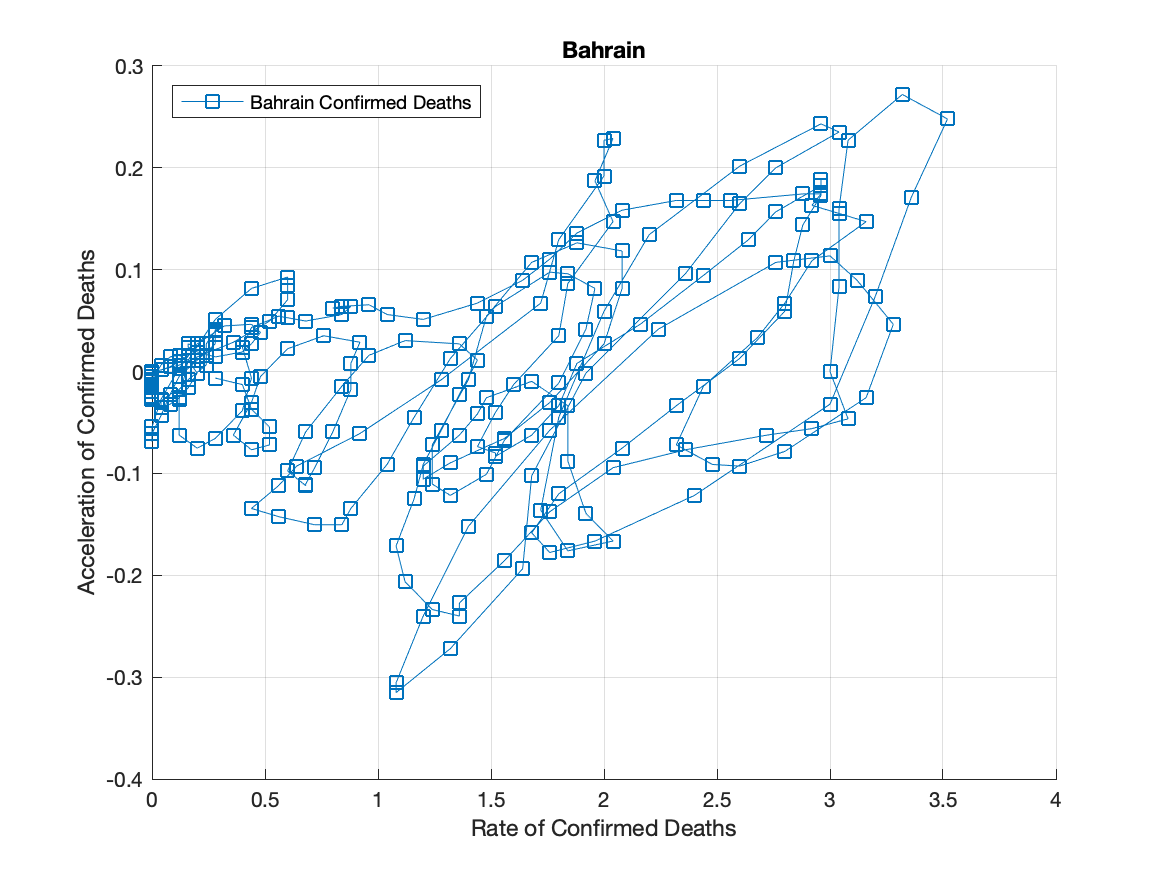 Bahrain
0.3
Bahrain Confirmed Deaths
0.2
0.1
0
-0.1
-0.2
-0.3
-0.4
Acceleration of Confirmed Deaths
0 0.5 1 1.5 2 2.5 3 3.5 4
Rate of Confirmed Deaths